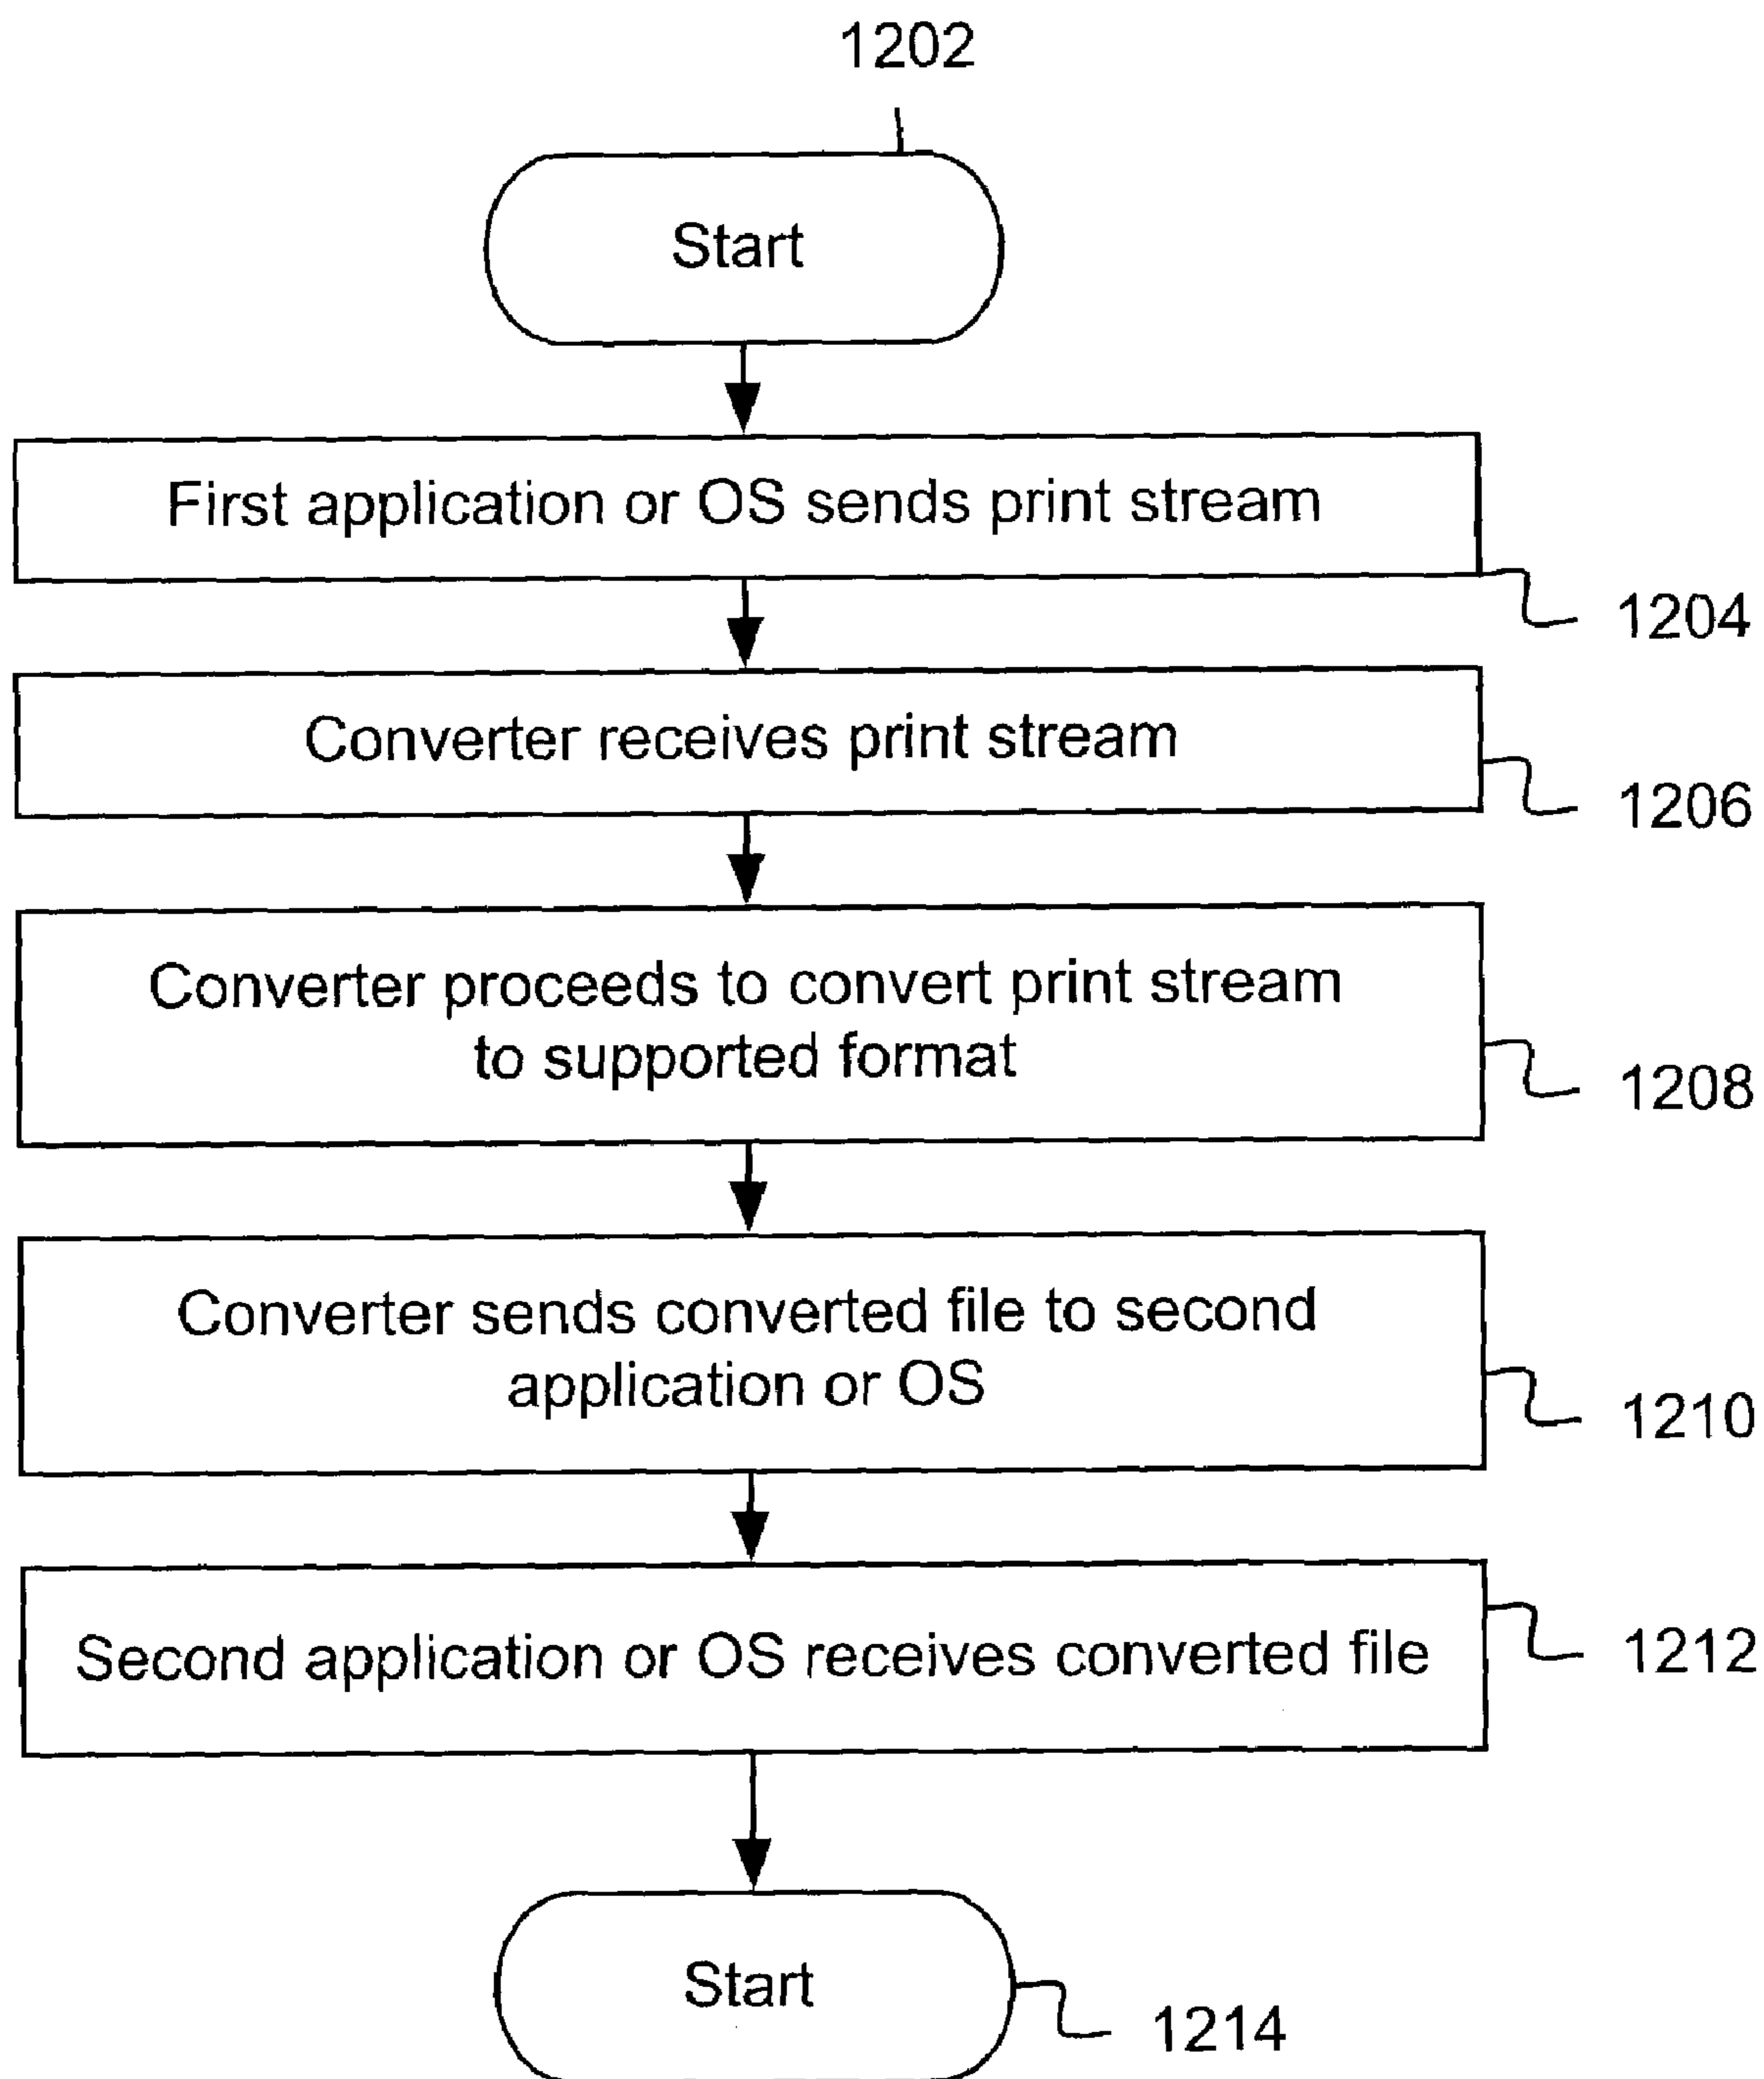 1202
Start
First application or OS sends print stream
1204
Converter receives print stream
1206
Converter proceeds to convert print stream
to supported format
1208
Converter sends converted file to second
application or OS
1210
Second application or OS receives converted file
1212
Start
1214